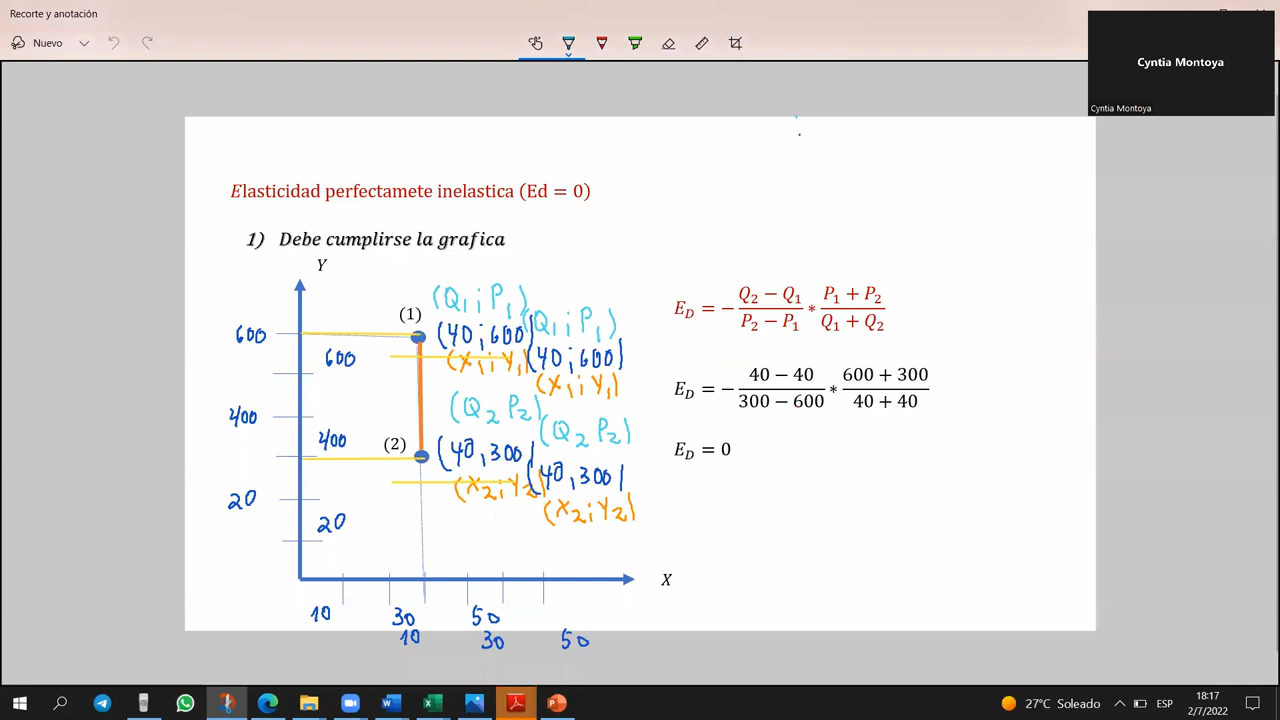 Recorte y anotación
Nuevo
Cyntia Montoya
Cyntia Montoya
Elasticidad perfectamete inelastica (Ed = 0)
1) Debe cumplirse la grafica
Y
(1)
(Q₁; P₁)
(40; 600)
(X₁; Y₁)
(Q₁; P₁)
(40; 600)
(X₁; Y₁)
(2)
(Q₂ P₂)
(40, 300)
(X₂; Y₂)
(Q₂ P₂)
(40, 300)
(X₂; Y₂)
600
600
400
400
20
20
X
10 30 50
10 30 50
E_D = − (Q₂ − Q₁)/(P₂ − P₁) ∗ (P₁ + P₂)/(Q₁ + Q₂)
E_D = − (40 − 40)/(300 − 600) ∗ (600 + 300)/(40 + 40)
E_D = 0
27°C Soleado
ESP
18:17
2/7/2022